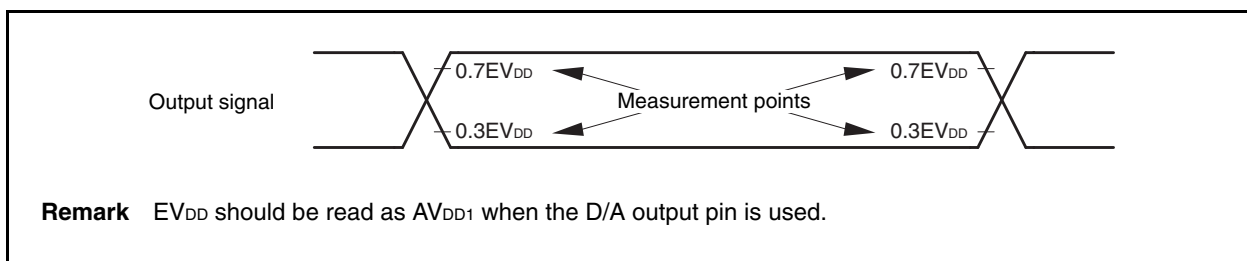 0.7EVDD 0.7EVDD
Output signal Measurement points
0.3EVDD 0.3EVDD
Remark EVDD should be read as AVDD1 when the D/A output pin is used.